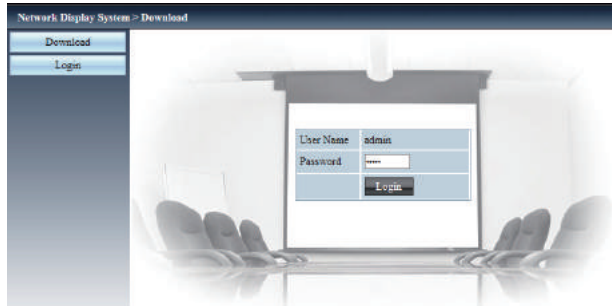 Network Display System > Download
Download
Login
User Name admin
Password •••••
Login